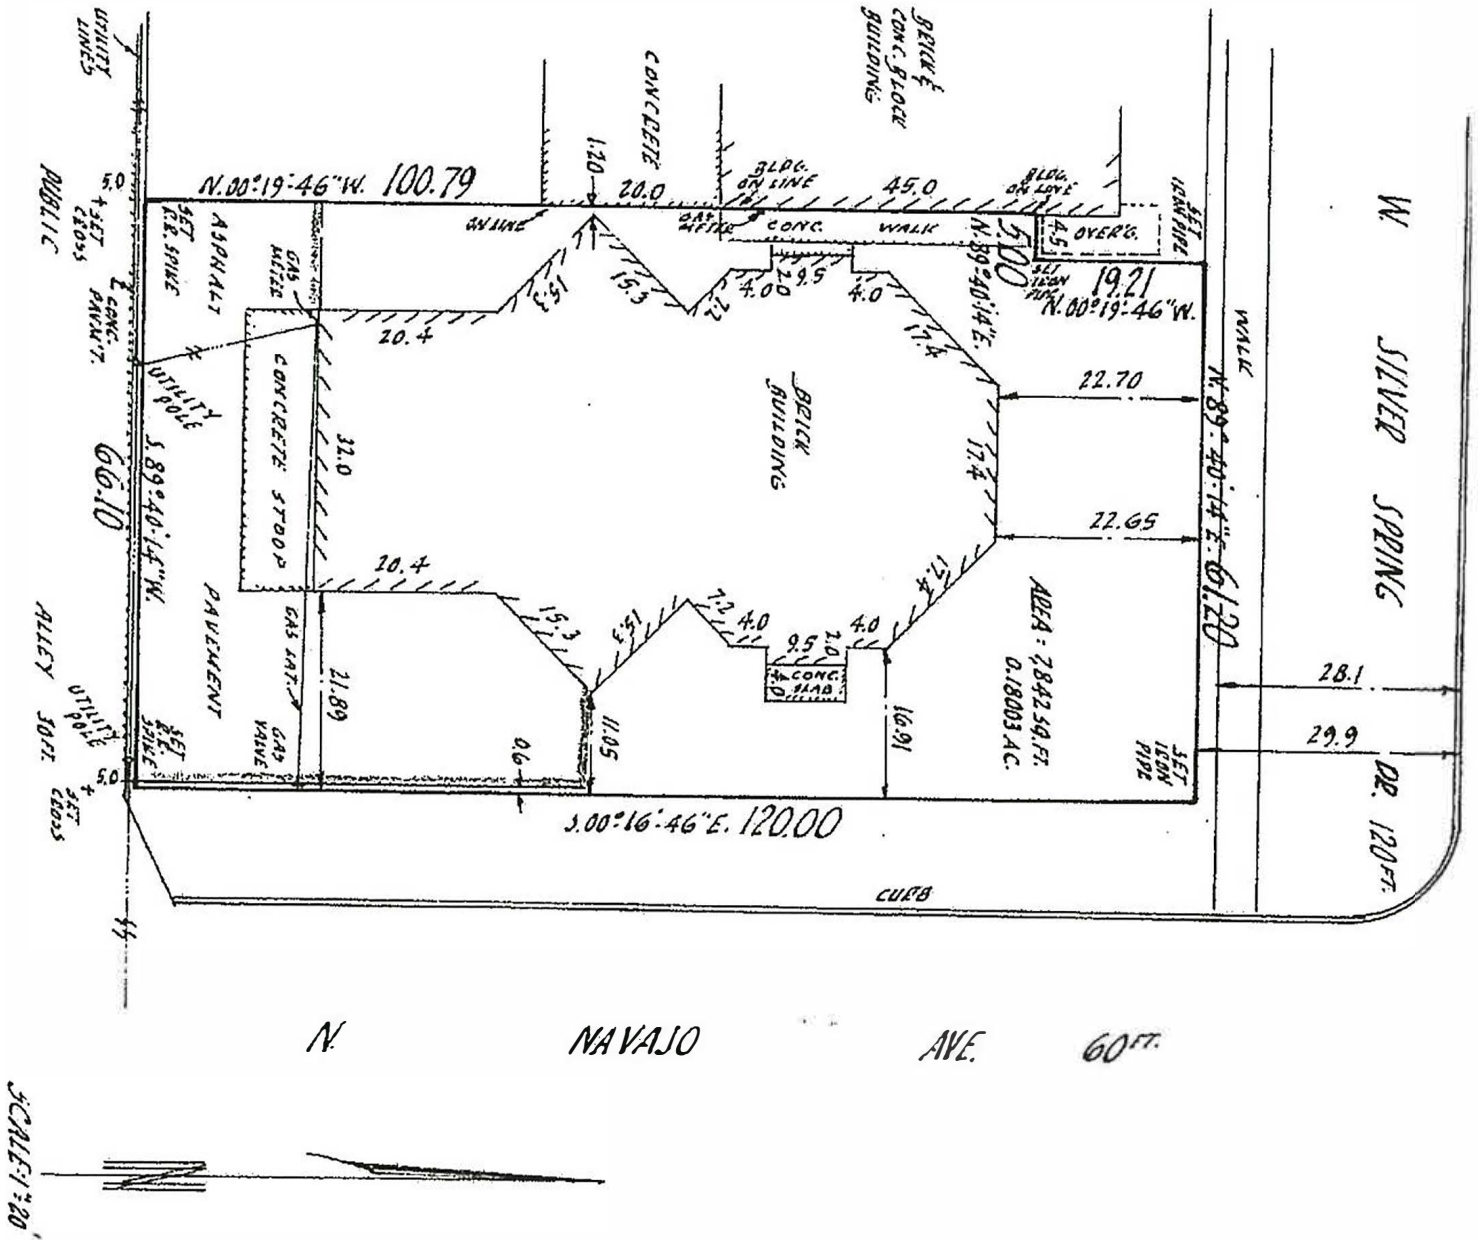 UTILITY
LINES
CONCRETE
BRICK &
CONC. BLOCK
BUILDING
5.0
SET
CROSS
N.00°19'-46"W. 100.79
1.20
20.0
BLDG.
ON LINE
45.0
BLDG.
ON LINE
SET
IRON PIPE
W SILVER SPRING DR. 120 FT.
PUBLIC ALLEY 30 FT.
SET
R.R. SPIKE
ASPHALT PAVEMENT
GAS
METER
ON LINE
GAS
METER
CONC. WALK
N.89°-40'-14"E.
5.00
4.5
OVER'G.
SET
IRON
PIPE
19.21
N.00°-19'-46"W.
℄ CONC.
PAVM'T.
15.3
15.3
7.2
4.0
2.0
9.5
4.0
17.4
20.4
WALK
UTILITY
POLE
CONCRETE STOOP
32.0
BRICK
BUILDING
22.70
N. 89°-40'-14"E. 61.20
66.10
S.89°-40'-14"W.
17.4
22.65
20.4
15.3
15.3
7.2
4.0
9.5
2.0
4.0
17.4
AREA = 7,842 SQ. FT.
0.18003 AC.
CONC.
SLAB
4.0
GAS LAT.
21.89
11.05
16.91
28.1
29.9
UTILITY
POLE
SET
R.R.
SPIKE
GAS
VALVE
0.6
SET
IRON
PIPE
5.0
SET
CROSS
S.00°16'-46"E. 120.00
CURB
N. NAVAJO AVE. 60 FT.
N
SCALE: 1"=20'